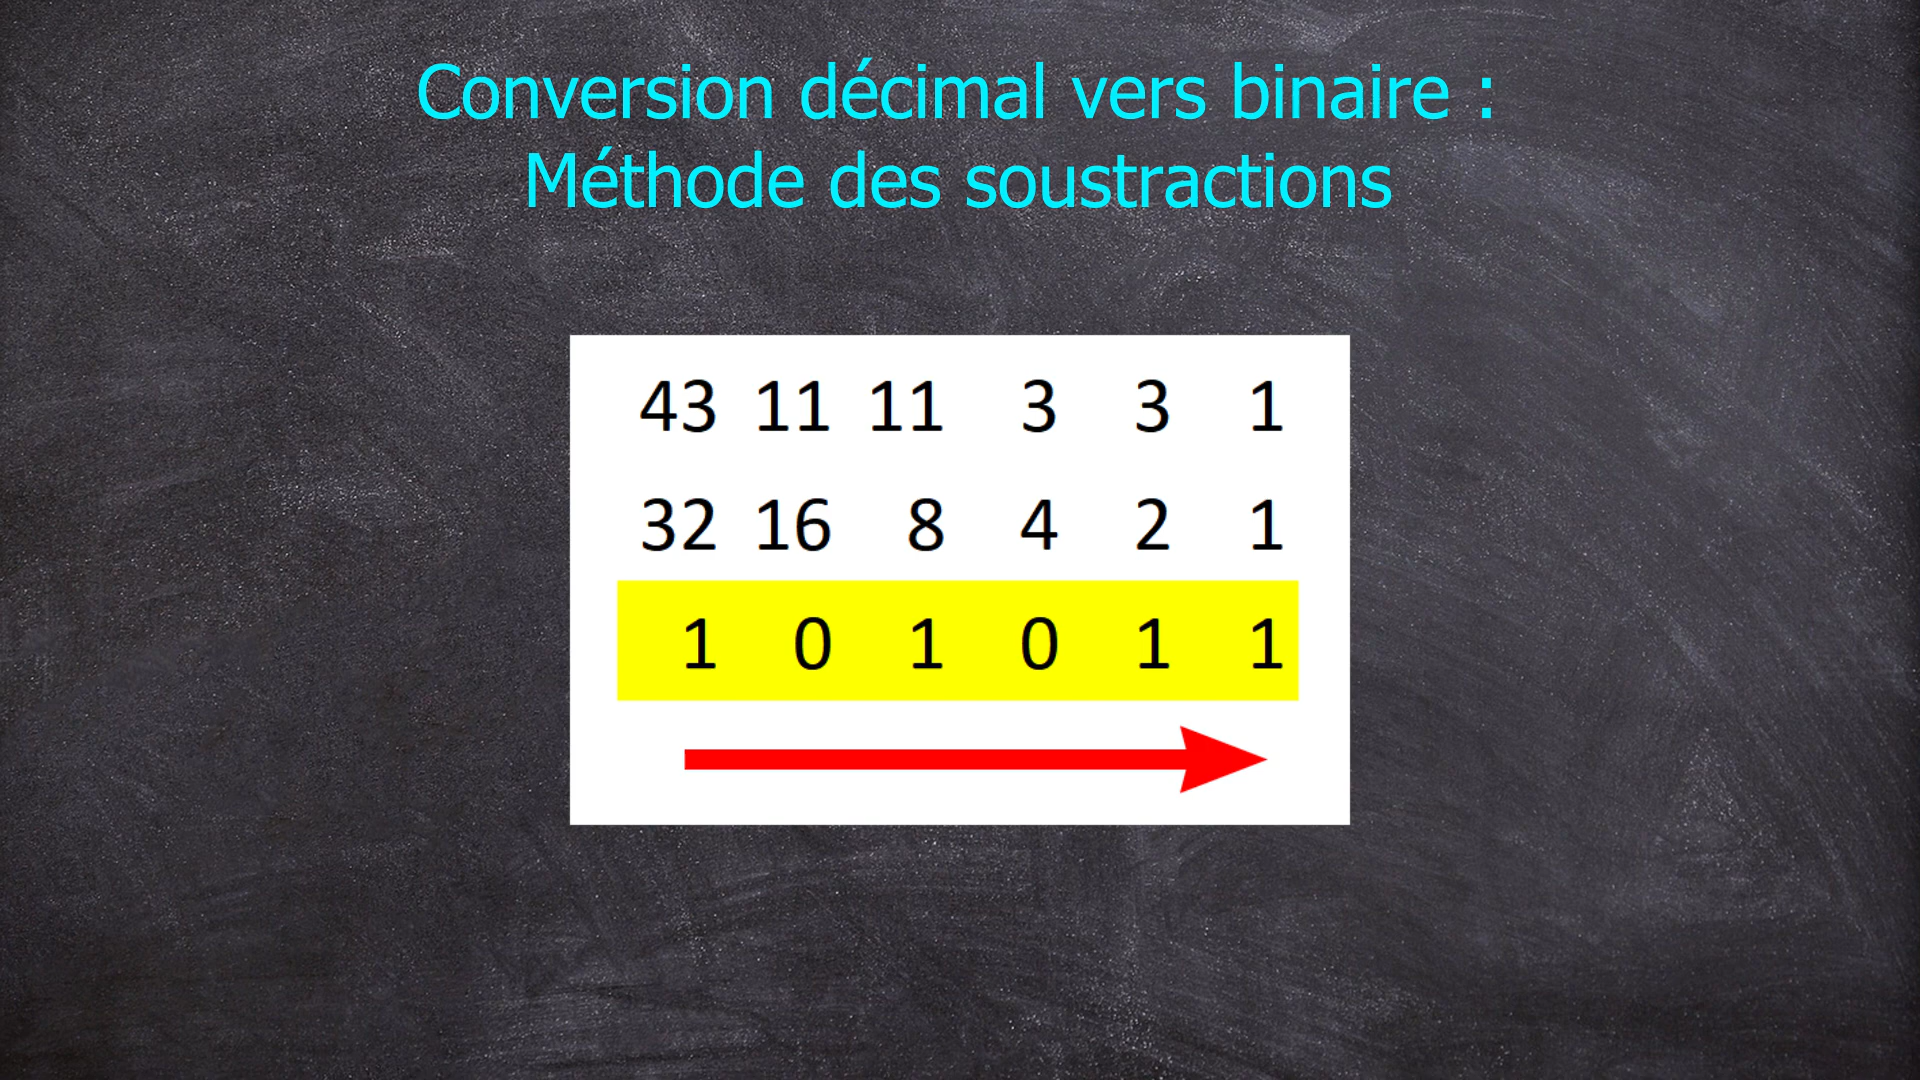 Conversion décimal vers binaire :
Méthode des soustractions
43 11 11 3 3 1
32 16 8 4 2 1
1 0 1 0 1 1